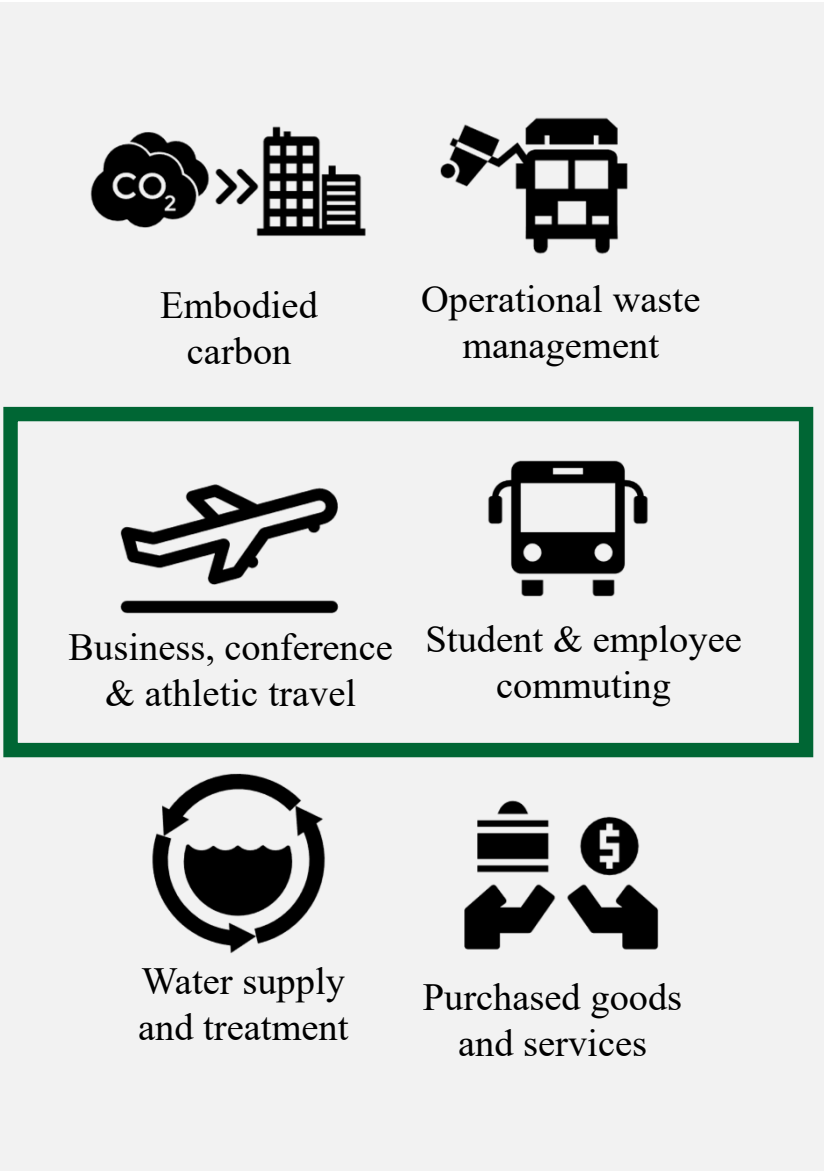 CO2
Embodied
carbon
Operational waste
management
Business, conference
& athletic travel
Student & employee
commuting
Water supply
and treatment
$
Purchased goods
and services